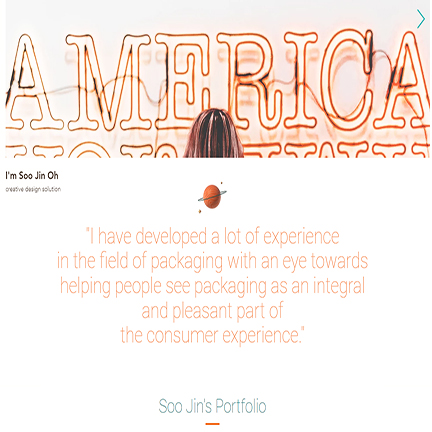 AMERICA
I'm Soo Jin Oh
creative design solution
"I have developed a lot of experience
in the field of packaging with an eye towards
helping people see packaging as an integral
and pleasant part of
the consumer experience."
Soo Jin's Portfolio